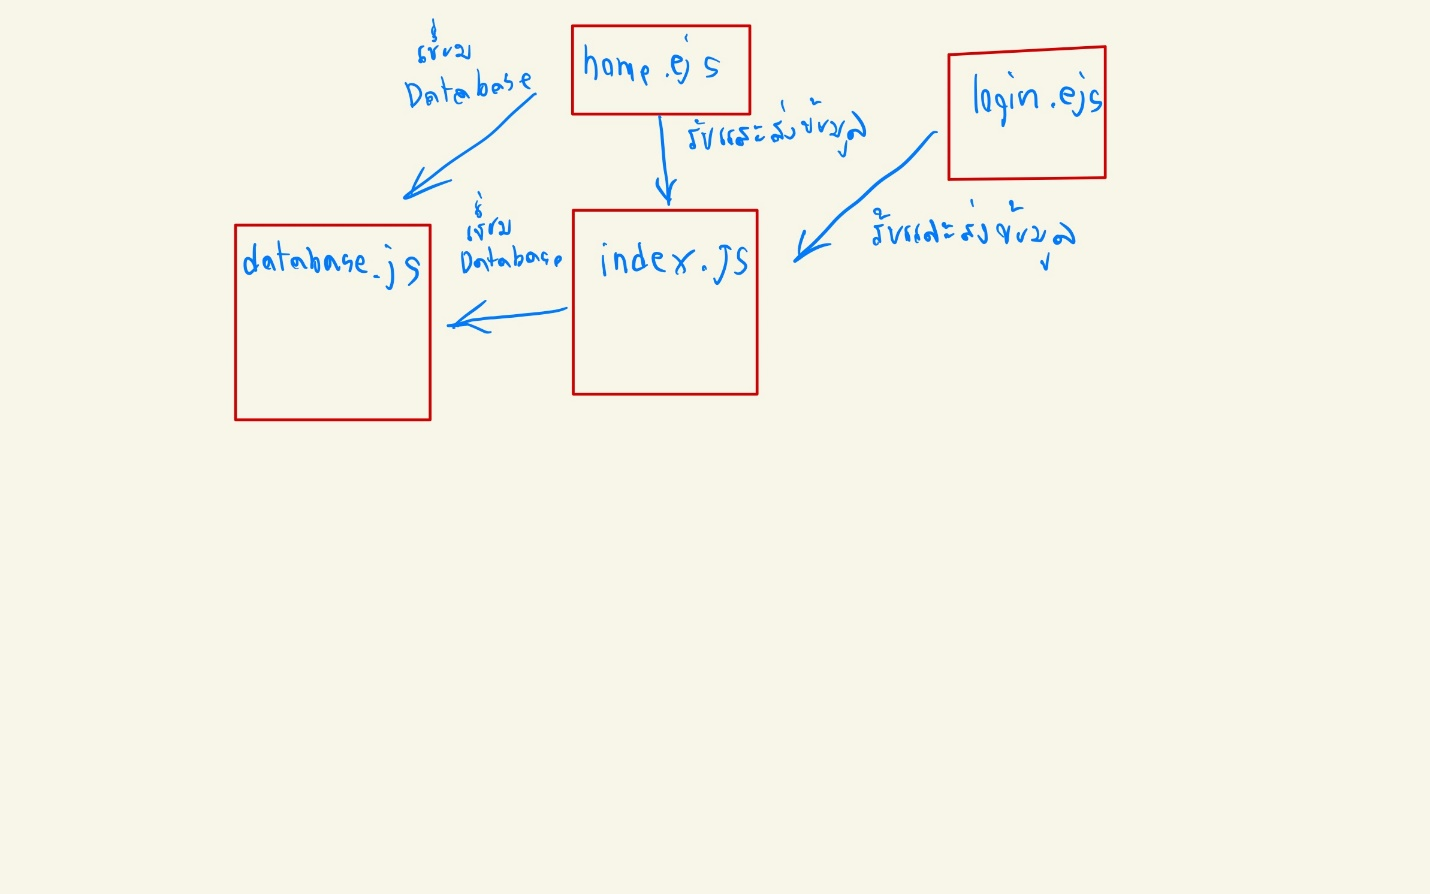 เชื่อม
Database
home.ejs
login.ejs
รับและส่งข้อมูล
รับและส่งข้อมูล
database.js
เชื่อม
Database
index.js